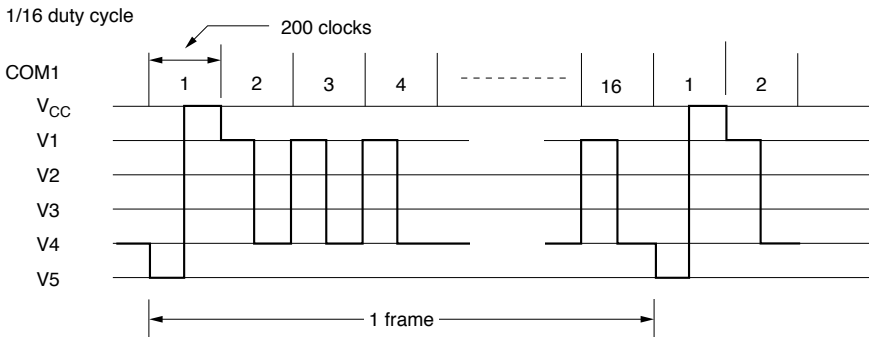 1/16 duty cycle
200 clocks
COM1
1 2 3 4 16 1 2
VCC
V1
V2
V3
V4
V5
1 frame